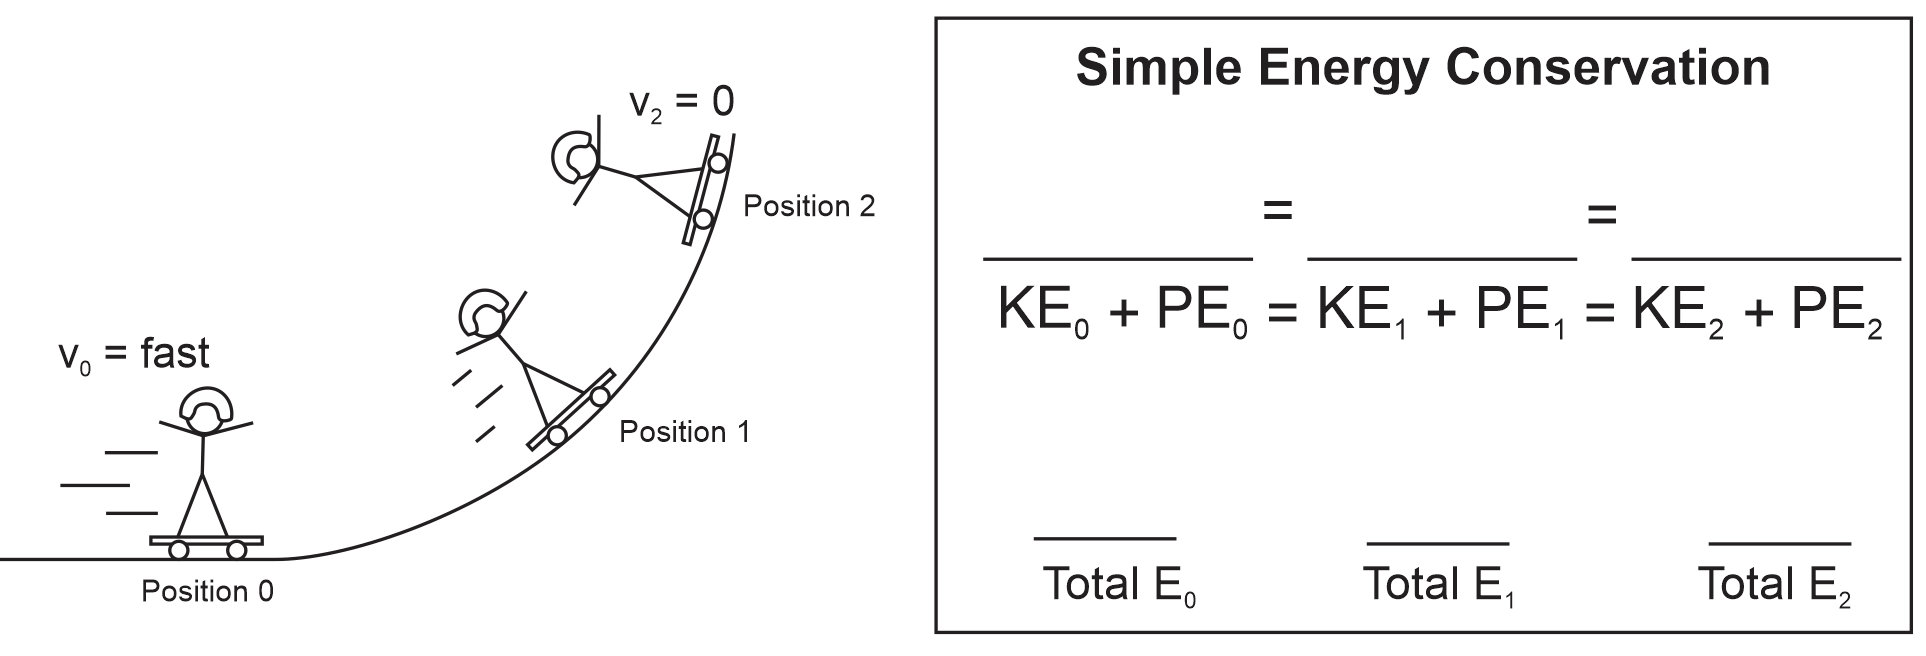 v₂ = 0
Position 2
v₀ = fast
Position 1
Position 0
Simple Energy Conservation
= =
KE₀ + PE₀ = KE₁ + PE₁ = KE₂ + PE₂
Total E₀ Total E₁ Total E₂